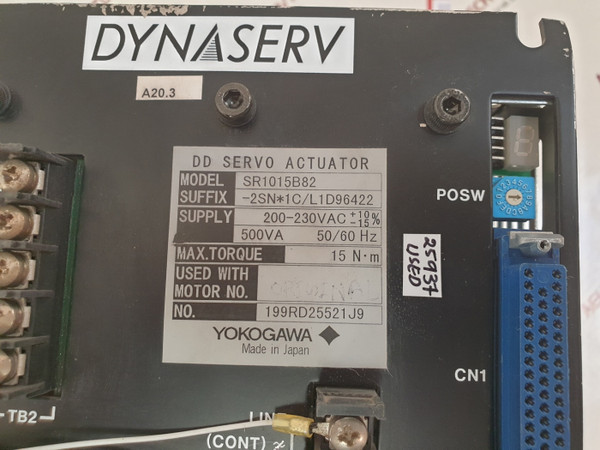 DYNASERV
A20.3
DD SERVO ACTUATOR
MODEL SR1015B82
SUFFIX -2SN*1C/L1D96422
SUPPLY 200-230VAC +10 -15 %
500VA 50/60 Hz
MAX.TORQUE 15 N·m
USED WITH
MOTOR NO.
NO. 199RD25521J9
YOKOGAWA
Made in Japan
POSW
25937
USED
CN1
TB2
LINE
(CONT)